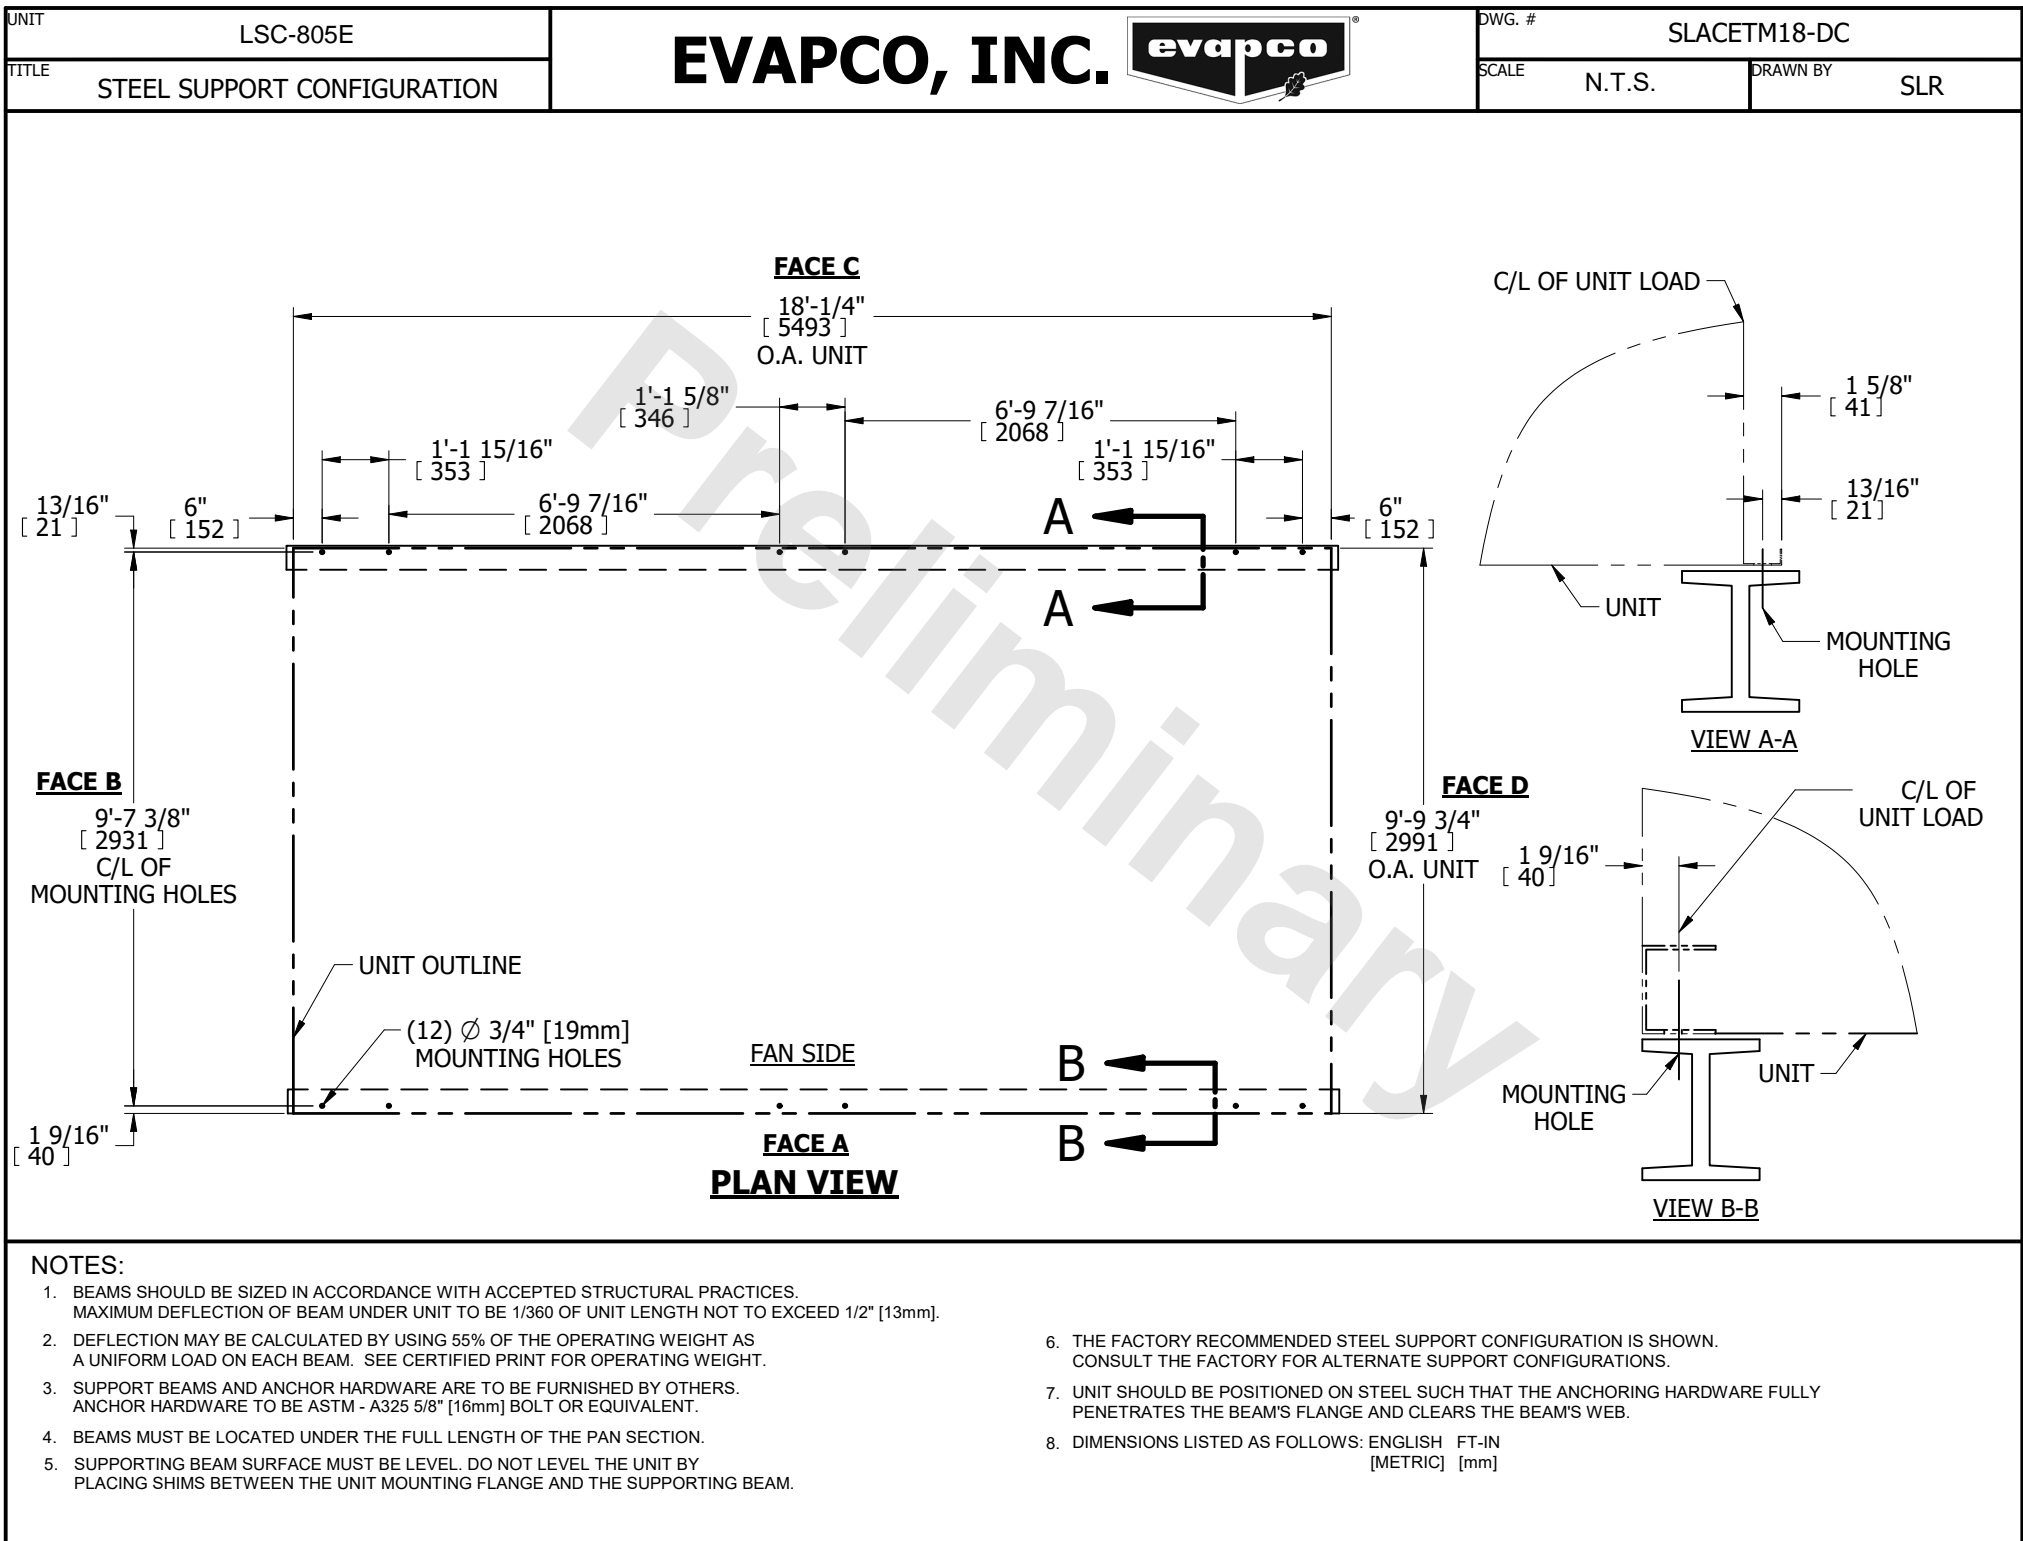 UNIT
LSC-805E
TITLE
STEEL SUPPORT CONFIGURATION
EVAPCO, INC.
evapco
®
DWG. #
SLACETM18-DC
SCALE
N.T.S.
DRAWN BY
SLR
FACE C
18'-1/4"
[ 5493 ]
O.A. UNIT
1'-1 5/8"
[ 346 ]
6'-9 7/16"
[ 2068 ]
1'-1 15/16"
[ 353 ]
1'-1 15/16"
[ 353 ]
13/16"
[ 21 ]
6"
[ 152 ]
6'-9 7/16"
[ 2068 ]
6"
[ 152 ]
A
A
FACE B
9'-7 3/8"
[ 2931 ]
C/L OF
MOUNTING HOLES
FACE D
9'-9 3/4"
[ 2991 ]
O.A. UNIT
UNIT OUTLINE
(12) Ø 3/4" [19mm]
MOUNTING HOLES
FAN SIDE
B
B
1 9/16"
[ 40 ]
FACE A
PLAN VIEW
Preliminary
C/L OF UNIT LOAD
1 5/8"
[ 41 ]
13/16"
[ 21 ]
UNIT
MOUNTING
HOLE
VIEW A-A
C/L OF
UNIT LOAD
1 9/16"
[ 40 ]
UNIT
MOUNTING
HOLE
VIEW B-B
NOTES:
1. BEAMS SHOULD BE SIZED IN ACCORDANCE WITH ACCEPTED STRUCTURAL PRACTICES.
MAXIMUM DEFLECTION OF BEAM UNDER UNIT TO BE 1/360 OF UNIT LENGTH NOT TO EXCEED 1/2" [13mm].
2. DEFLECTION MAY BE CALCULATED BY USING 55% OF THE OPERATING WEIGHT AS
A UNIFORM LOAD ON EACH BEAM. SEE CERTIFIED PRINT FOR OPERATING WEIGHT.
3. SUPPORT BEAMS AND ANCHOR HARDWARE ARE TO BE FURNISHED BY OTHERS.
ANCHOR HARDWARE TO BE ASTM - A325 5/8" [16mm] BOLT OR EQUIVALENT.
4. BEAMS MUST BE LOCATED UNDER THE FULL LENGTH OF THE PAN SECTION.
5. SUPPORTING BEAM SURFACE MUST BE LEVEL. DO NOT LEVEL THE UNIT BY
PLACING SHIMS BETWEEN THE UNIT MOUNTING FLANGE AND THE SUPPORTING BEAM.
6. THE FACTORY RECOMMENDED STEEL SUPPORT CONFIGURATION IS SHOWN.
CONSULT THE FACTORY FOR ALTERNATE SUPPORT CONFIGURATIONS.
7. UNIT SHOULD BE POSITIONED ON STEEL SUCH THAT THE ANCHORING HARDWARE FULLY
PENETRATES THE BEAM'S FLANGE AND CLEARS THE BEAM'S WEB.
8. DIMENSIONS LISTED AS FOLLOWS: ENGLISH FT-IN
[METRIC] [mm]